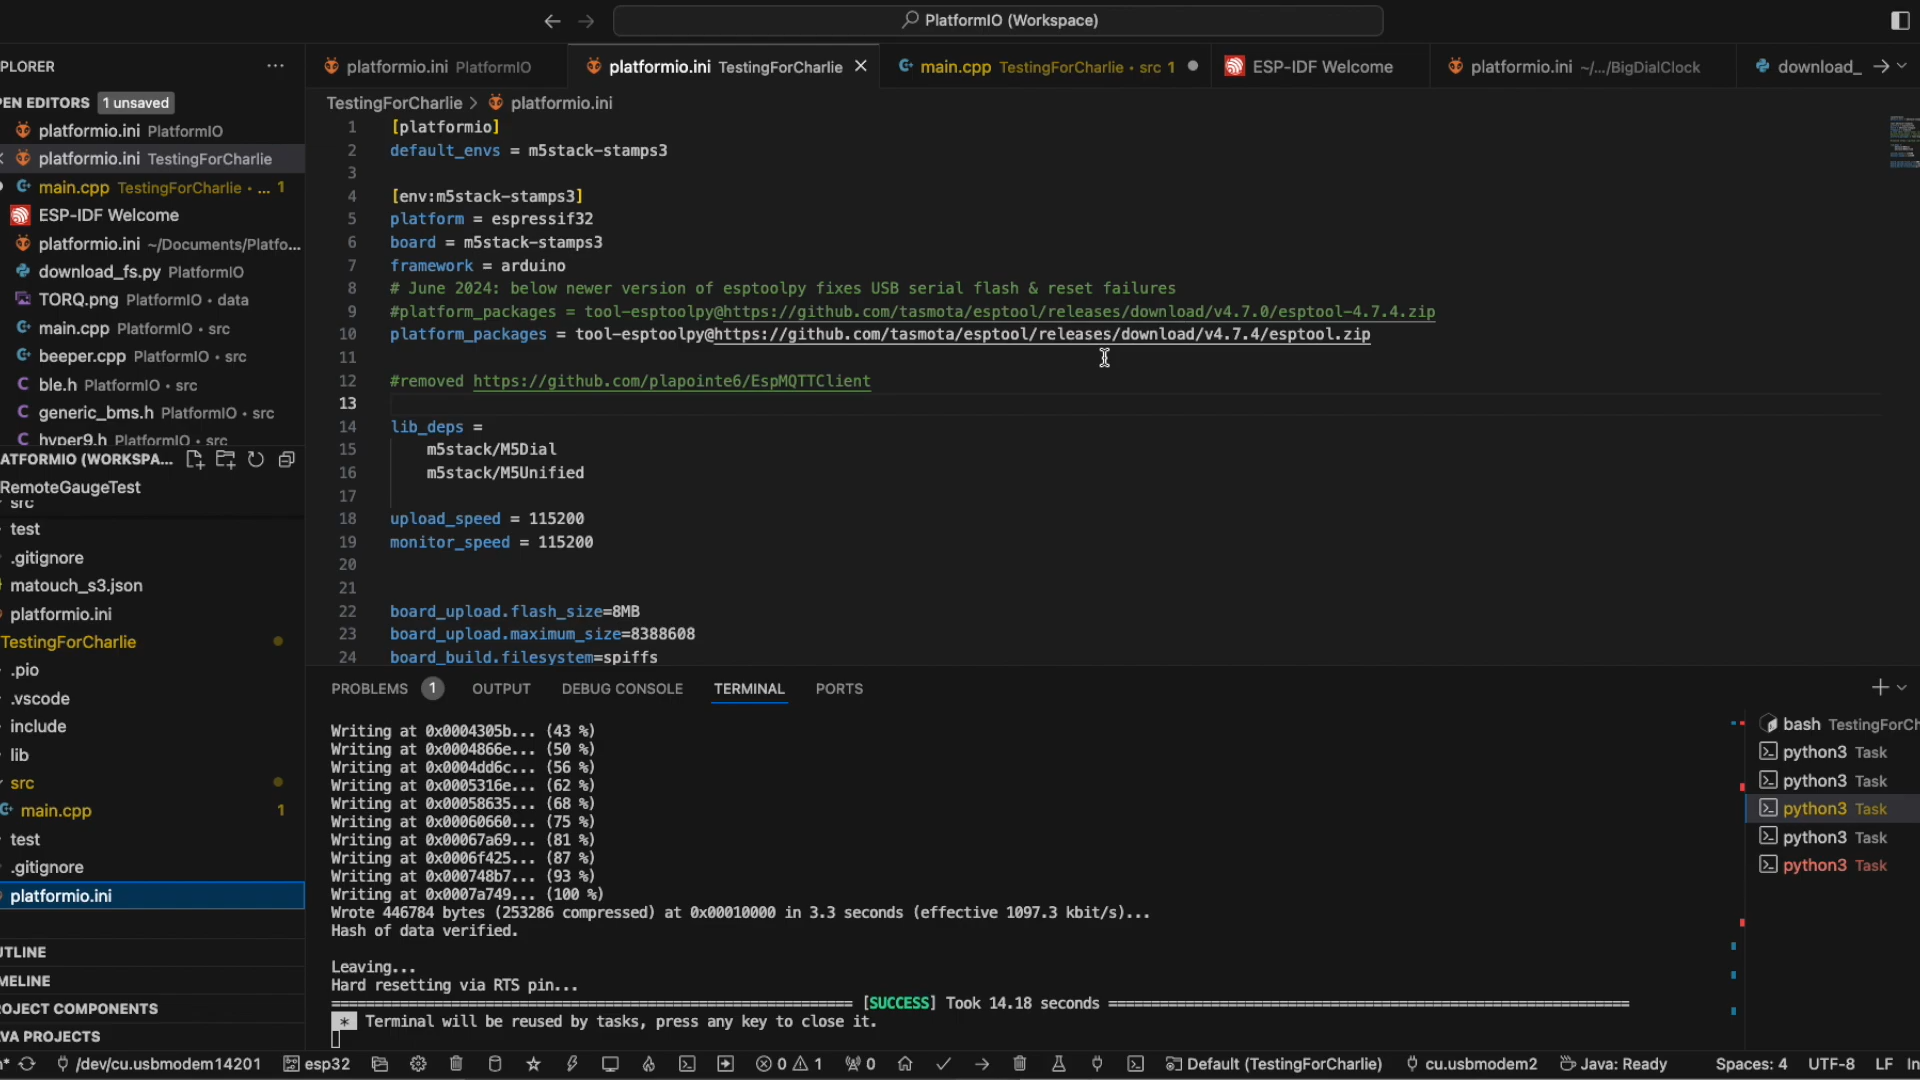 PlatformIO (Workspace)
PLORER
platformio.ini PlatformIO
platformio.ini TestingForCharlie
main.cpp TestingForCharlie • src 1
ESP-IDF Welcome
platformio.ini ~/.../BigDialClock
download_
PEN EDITORS 1 unsaved
platformio.ini PlatformIO
platformio.ini TestingForCharlie
main.cpp TestingForCharlie • ... 1
ESP-IDF Welcome
platformio.ini ~/Documents/Platfo...
download_fs.py PlatformIO
TORQ.png PlatformIO • data
main.cpp PlatformIO • src
beeper.cpp PlatformIO • src
ble.h PlatformIO • src
generic_bms.h PlatformIO • src
hyper9.h PlatformIO • src
ATFORMIO (WORKSPA...
RemoteGaugeTest
src
test
.gitignore
matouch_s3.json
platformio.ini
TestingForCharlie
.pio
.vscode
include
lib
src
main.cpp 1
test
.gitignore
platformio.ini
UTLINE
MELINE
OJECT COMPONENTS
VA PROJECTS
TestingForCharlie > platformio.ini
1 [platformio]
2 default_envs = m5stack-stamps3
3
4 [env:m5stack-stamps3]
5 platform = espressif32
6 board = m5stack-stamps3
7 framework = arduino
8 # June 2024: below newer version of esptoolpy fixes USB serial flash & reset failures
9 #platform_packages = tool-esptoolpy@https://github.com/tasmota/esptool/releases/download/v4.7.0/esptool-4.7.4.zip
10 platform_packages = tool-esptoolpy@https://github.com/tasmota/esptool/releases/download/v4.7.4/esptool.zip
11
12 #removed https://github.com/plapointe6/EspMQTTClient
13
14 lib_deps =
15 m5stack/M5Dial
16 m5stack/M5Unified
17
18 upload_speed = 115200
19 monitor_speed = 115200
20
21
22 board_upload.flash_size=8MB
23 board_upload.maximum_size=8388608
24 board_build.filesystem=spiffs
PROBLEMS 1 OUTPUT DEBUG CONSOLE TERMINAL PORTS
Writing at 0x0004305b... (43 %)
Writing at 0x0004866e... (50 %)
Writing at 0x0004dd6c... (56 %)
Writing at 0x0005316e... (62 %)
Writing at 0x00058635... (68 %)
Writing at 0x00060660... (75 %)
Writing at 0x00067a69... (81 %)
Writing at 0x0006f425... (87 %)
Writing at 0x000748b7... (93 %)
Writing at 0x0007a749... (100 %)
Wrote 446784 bytes (253286 compressed) at 0x00010000 in 3.3 seconds (effective 1097.3 kbit/s)...
Hash of data verified.
Leaving...
Hard resetting via RTS pin...
[SUCCESS] Took 14.18 seconds
* Terminal will be reused by tasks, press any key to close it.
bash TestingForCh
python3 Task
python3 Task
python3 Task
python3 Task
python3 Task
/dev/cu.usbmodem14201 esp32 0 1 0 Default (TestingForCharlie) cu.usbmodem2 Java: Ready Spaces: 4 UTF-8 LF In